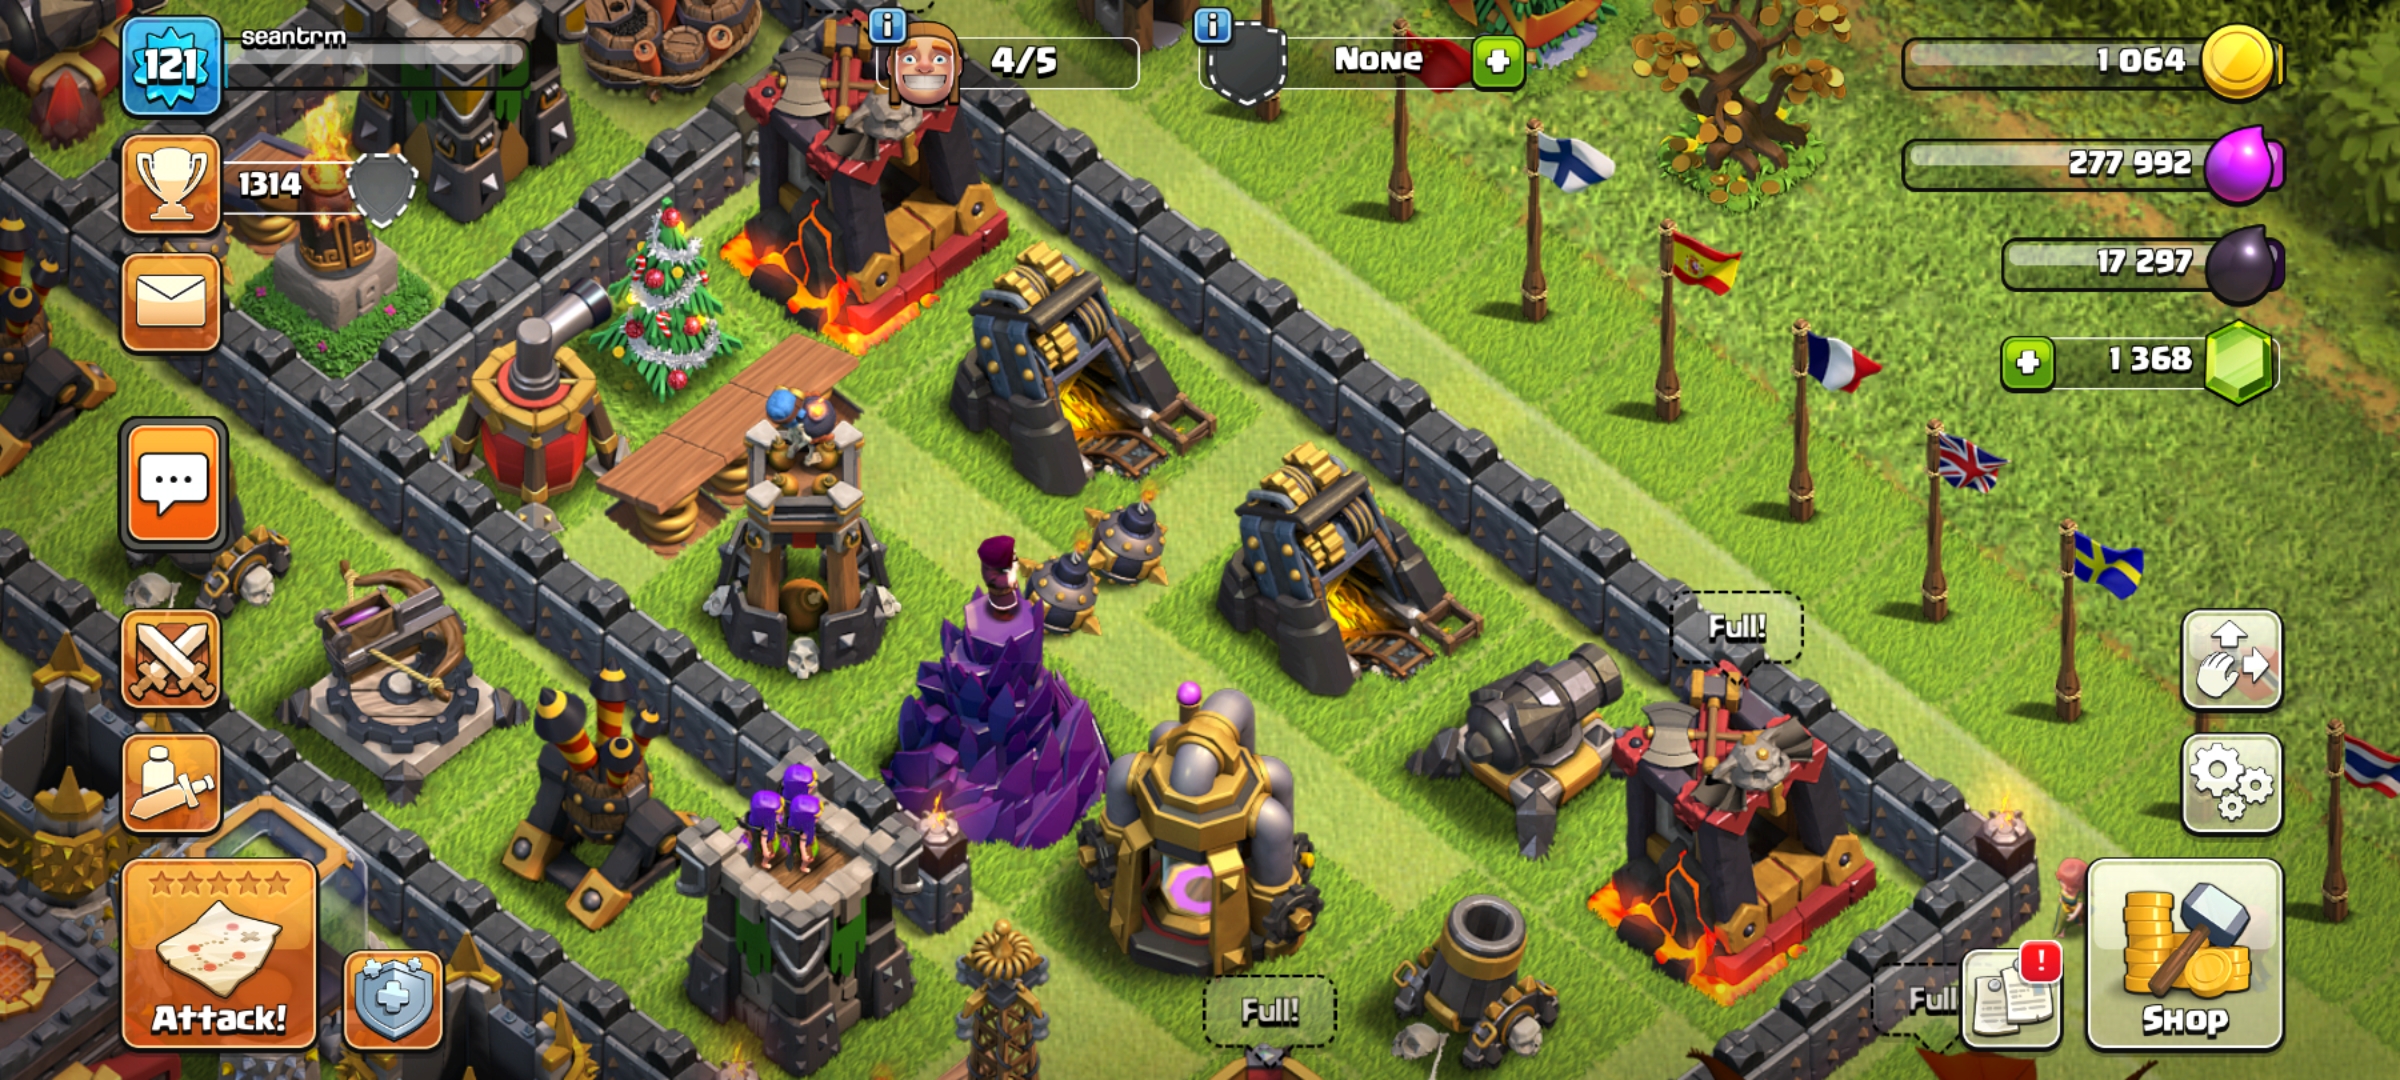 121
seantrm
4/5
None
1 064
1314
277 992
17 297
1 368
Full!
Full!
Full
Attack!
Shop